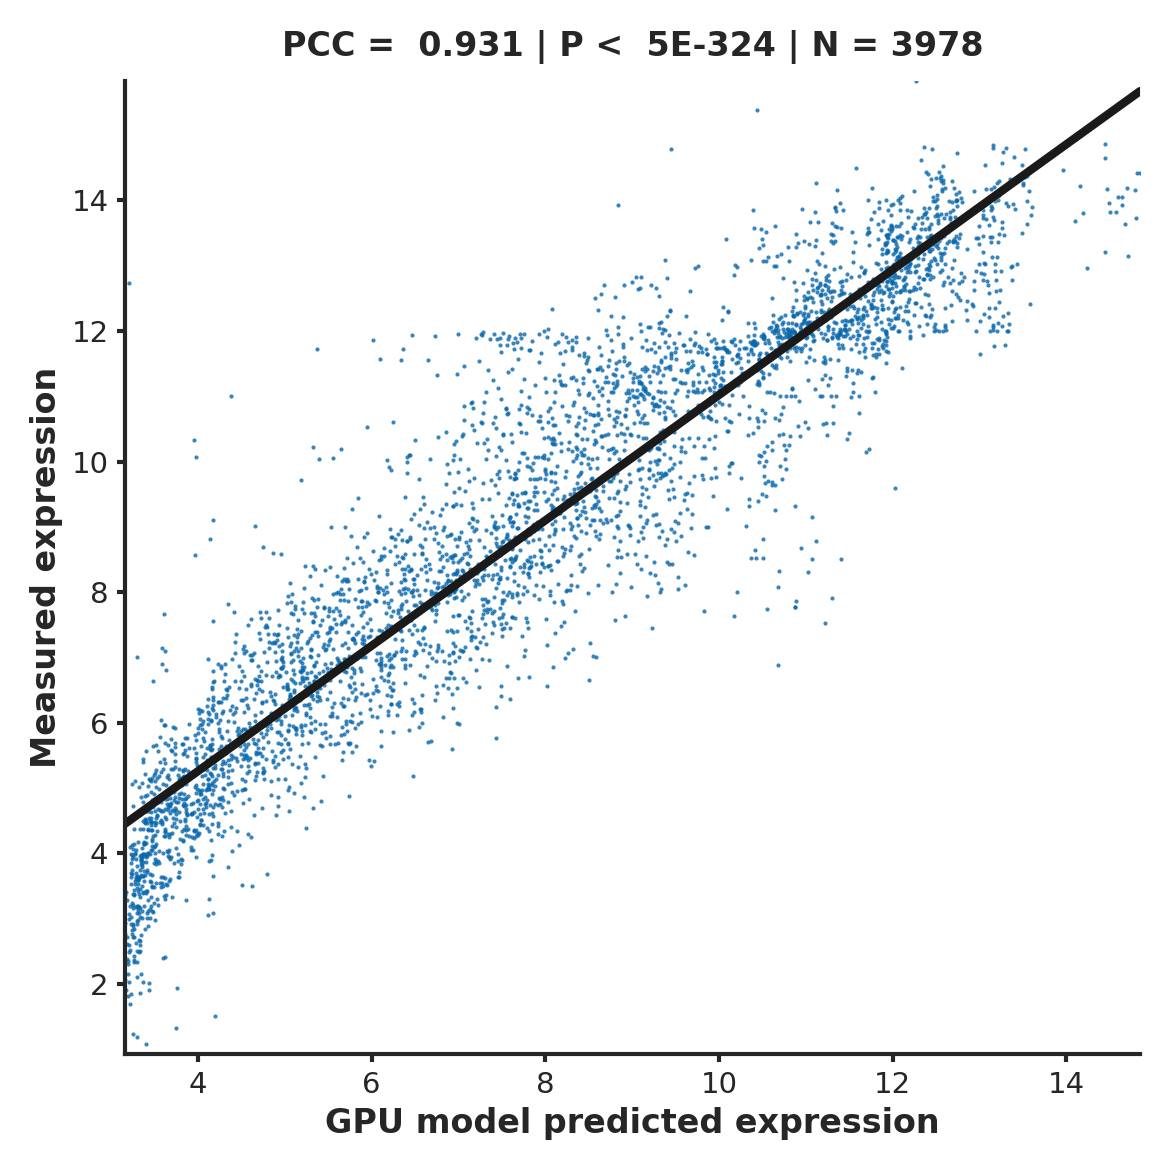 PCC =  0.931 | P <  5E-324 | N = 3978
Measured expression
14
12
10
8
6
4
2
4 6 8 10 12 14
GPU model predicted expression